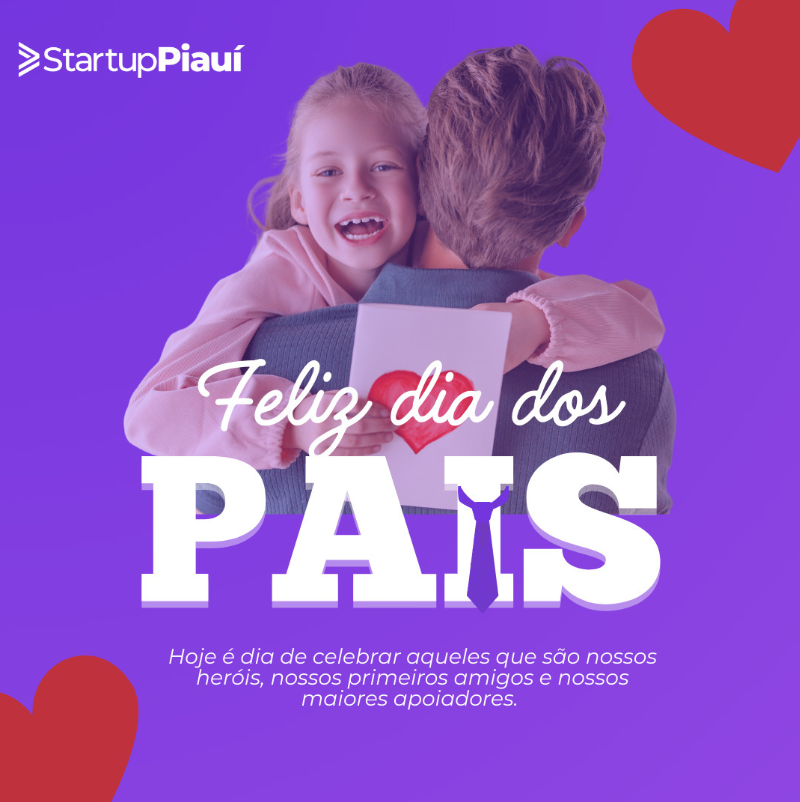 StartupPiauí
Feliz dia dos
PAIS
Hoje é dia de celebrar aqueles que são nossos
heróis, nossos primeiros amigos e nossos
maiores apoiadores.